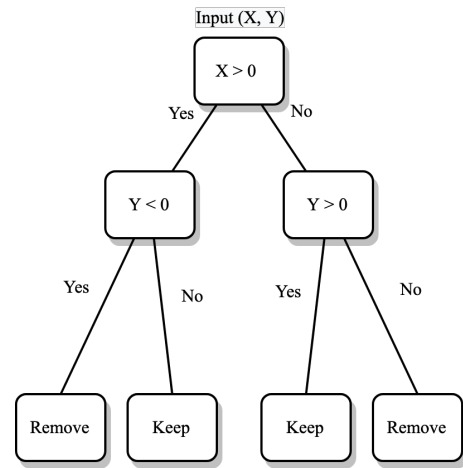 Input (X, Y)
X > 0
Yes
No
Y < 0
Y > 0
Yes
No
Yes
No
Remove
Keep
Keep
Remove